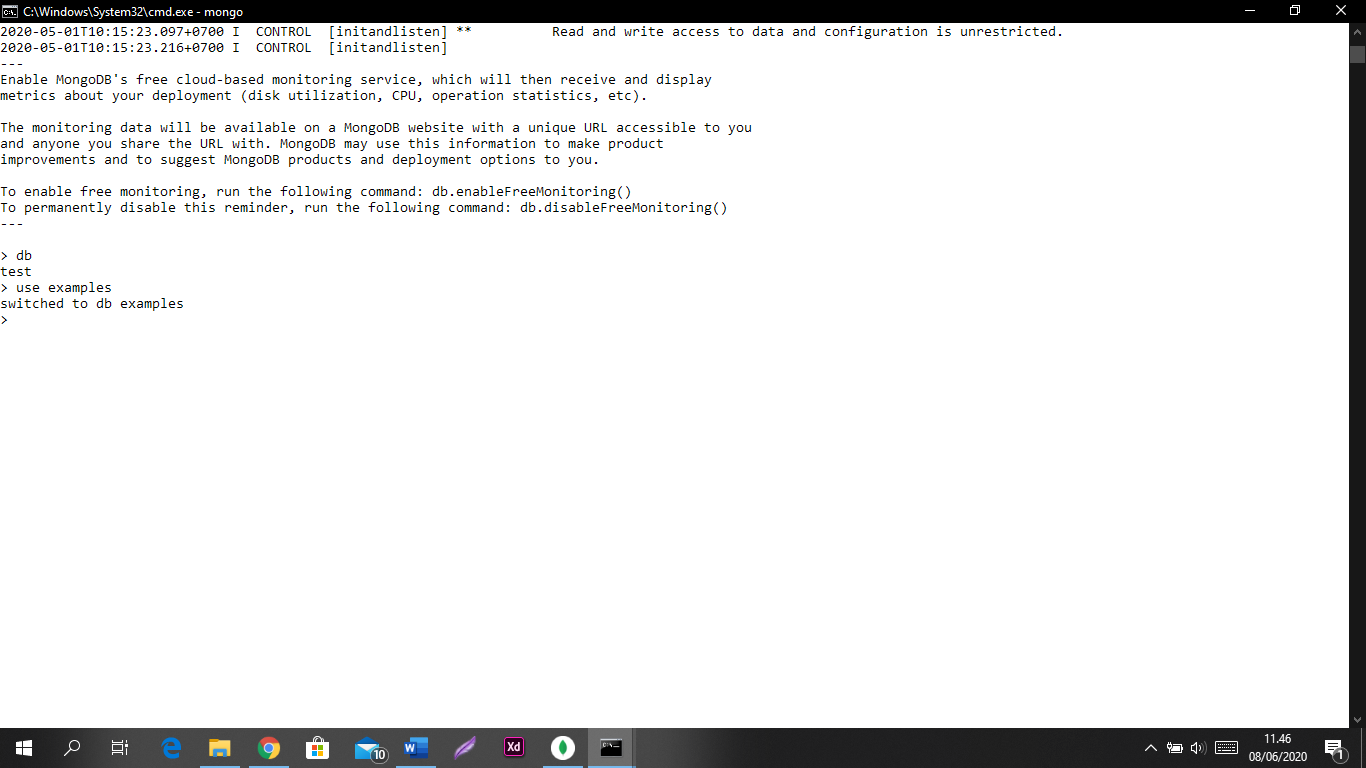 C:\Windows\System32\cmd.exe - mongo
2020-05-01T10:15:23.097+0700 I  CONTROL  [initandlisten] **          Read and write access to data and configuration is unrestricted.
2020-05-01T10:15:23.216+0700 I  CONTROL  [initandlisten]
---
Enable MongoDB's free cloud-based monitoring service, which will then receive and display
metrics about your deployment (disk utilization, CPU, operation statistics, etc).

The monitoring data will be available on a MongoDB website with a unique URL accessible to you
and anyone you share the URL with. MongoDB may use this information to make product
improvements and to suggest MongoDB products and deployment options to you.

To enable free monitoring, run the following command: db.enableFreeMonitoring()
To permanently disable this reminder, run the following command: db.disableFreeMonitoring()
---

> db
test
> use examples
switched to db examples
>
10
W
Xd
11.46
08/06/2020
1